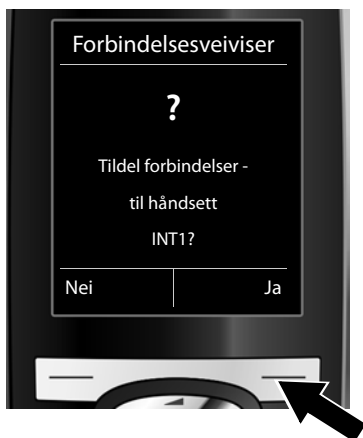 Forbindelsesveiviser
?
Tildel forbindelser -
til håndsett
INT1?
Nei Ja